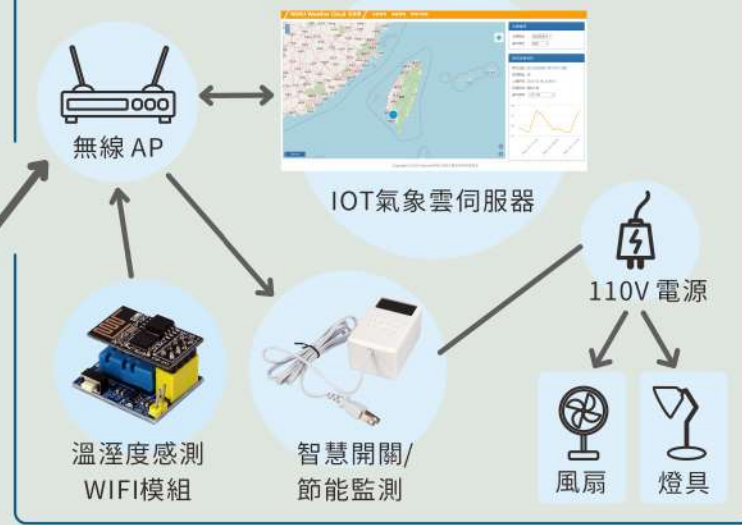 無線 AP
IOT氣象雲伺服器
110V 電源
溫溼度感測
WIFI模組
智慧開關/
節能監測
風扇
燈具